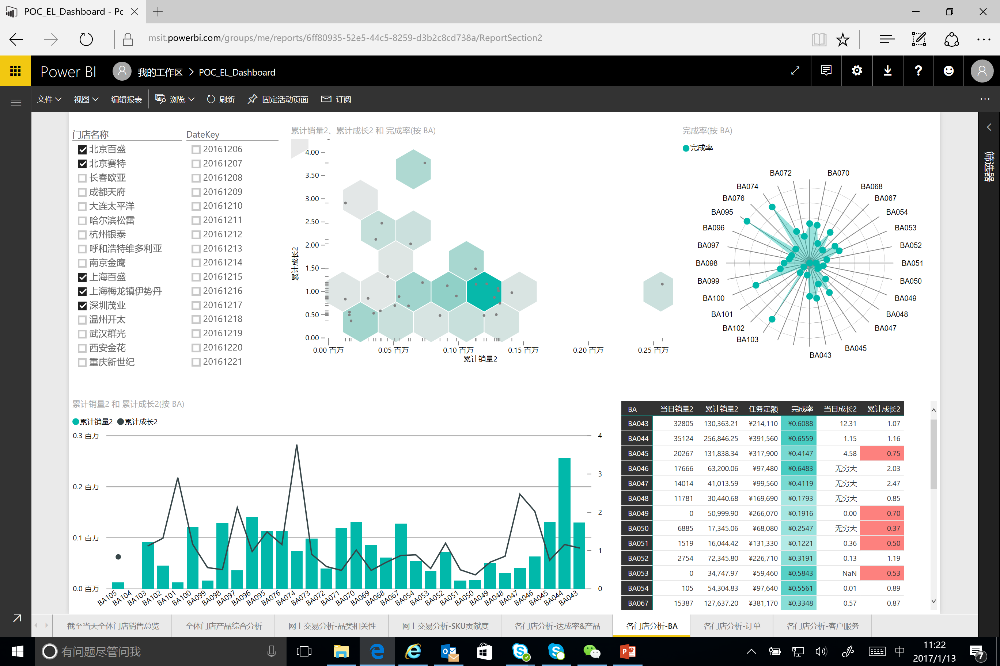 POC_EL_Dashboard - Pc
msit.powerbi.com/groups/me/reports/6ff80935-52e5-44c5-8259-d3b2c8cd738a/ReportSection2
Power BI 我的工作区 > POC_EL_Dashboard
文件 视图 编辑报表 浏览 刷新 固定活动页面 订阅
筛选器
门店名称
北京百盛
北京赛特
长春欧亚
成都天府
大连太平洋
哈尔滨松雷
杭州银泰
呼和浩特维多利亚
南京金鹰
上海百盛
上海梅龙镇伊势丹
深圳茂业
温州开太
武汉群光
西安金花
重庆新世纪
DateKey
20161206
20161207
20161208
20161209
20161210
20161211
20161212
20161213
20161214
20161215
20161216
20161217
20161218
20161219
20161220
20161221
累计销量2、累计成长2 和 完成率(按 BA)
累计成长2
4.00
3.50
3.00
2.50
2.00
1.50
1.00
0.50
0.00
0.00 百万 0.05 百万 0.10 百万 0.15 百万 0.20 百万 0.25 百万
累计销量2
完成率(按 BA)
完成率
BA072 BA070
BA074 BA068
BA076 BA067
BA095 BA054
BA096 BA053
BA097 BA052
BA098 BA051
BA099 BA050
BA100 BA049
BA101 BA048
BA102 BA047
BA103 BA045
BA043
累计销量2 和 累计成长2(按 BA)
累计销量2 累计成长2
0.3 百万 4
3
0.2 百万
2
0.1 百万
1
0.0 百万 0
BA105 BA104 BA103 BA102 BA101 BA100 BA099 BA098 BA097 BA096 BA095 BA076 BA074 BA073 BA072 BA071 BA070 BA069 BA068 BA067 BA054 BA053 BA052 BA051 BA050 BA049 BA048 BA047 BA046 BA045 BA044 BA043
BA 当日销量2 累计销量2 任务定额 完成率 当日成长2 累计成长2
BA043 32805 130,363.21 ¥214,110 ¥0.6088 12.31 1.07
BA044 35124 256,846.25 ¥391,560 ¥0.6559 1.15 1.16
BA045 20267 131,838.34 ¥317,900 ¥0.4147 4.58 0.75
BA046 17666 63,200.06 ¥97,480 ¥0.6483 无穷大 2.03
BA047 14014 41,013.59 ¥99,560 ¥0.4119 无穷大 2.47
BA048 11781 30,440.68 ¥169,690 ¥0.1793 无穷大 0.85
BA049 0 50,999.90 ¥266,070 ¥0.1916 0.00 0.70
BA050 6885 17,345.06 ¥68,080 ¥0.2547 无穷大 0.37
BA051 1519 16,044.42 ¥131,330 ¥0.1221 0.36 0.50
BA052 2754 72,345.80 ¥226,710 ¥0.3191 0.13 1.19
BA053 0 34,747.97 ¥59,460 ¥0.5843 NaN 0.53
BA054 105 54,304.83 ¥97,640 ¥0.5561 0.01 0.89
BA067 15387 127,637.20 ¥381,170 ¥0.3348 0.57 0.87
截至当天全体门店销售总览 全体门店产品综合分析 网上交易分析-品类相关性 网上交易分析-SKU贡献度 各门店分析-达成率&产品 各门店分析-BA 各门店分析-订单 各门店分析-客户服务
有问题尽管问我
中
11:22
2017/1/13
7